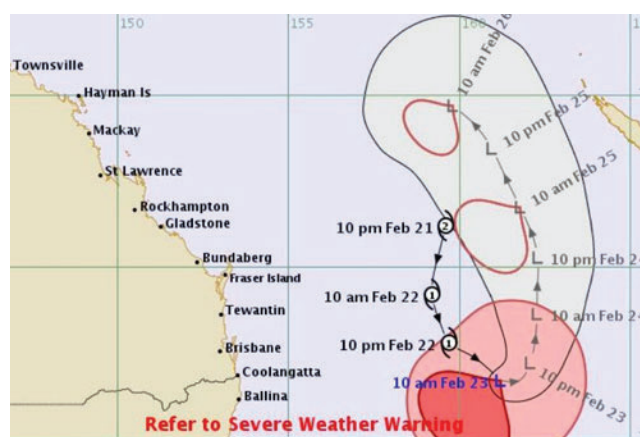 150
155
160
Townsville
Hayman Is
Mackay
St Lawrence
Rockhampton
Gladstone
Bundaberg
Fraser Island
Tewantin
Brisbane
Coolangatta
Ballina
10 am Feb 26
10 pm Feb 25
10 am Feb 25
10 pm Feb 2
10 am Feb 24
10 pm Feb 23
10 pm Feb 21
2
10 am Feb 22
1
10 pm Feb 22
1
10 am Feb 23
L
L
L
L
L
L
L
Refer to Severe Weather Warning